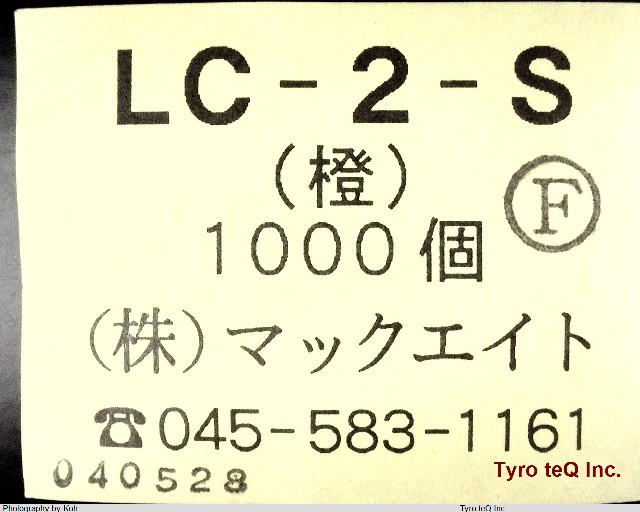 LC-2-S
(橙)
F
1000個
(株)マックエイト
☎045-583-1161
040528
Tyro teQ Inc.
Photography by Koh
Tyro teQ Inc